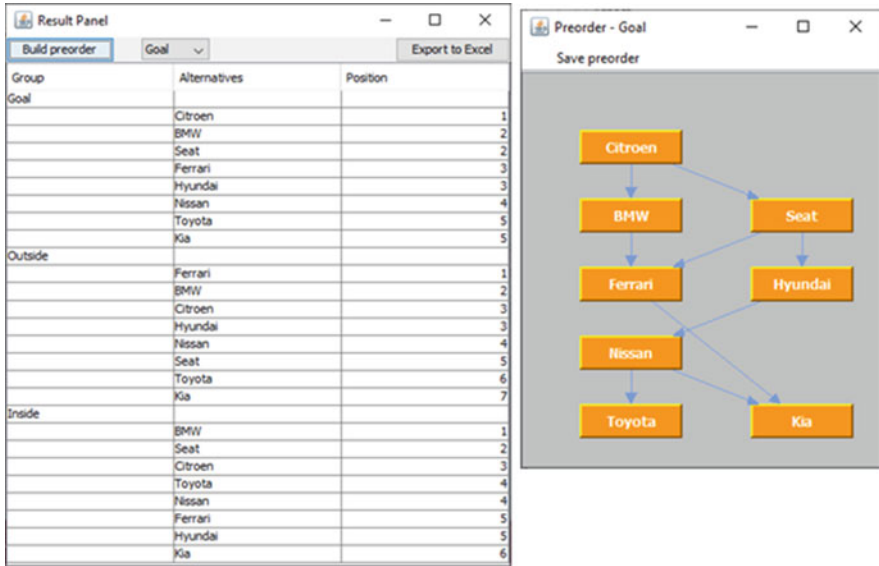 Result Panel
Build preorder Goal Export to Excel
Group Alternatives Position
Goal
Citroen 1
BMW 2
Seat 2
Ferrari 3
Hyundai 3
Nissan 4
Toyota 5
Kia 5
Outside
Ferrari 1
BMW 2
Citroen 3
Hyundai 3
Nissan 4
Seat 5
Toyota 6
Kia 7
Inside
BMW 1
Seat 2
Citroen 3
Toyota 4
Nissan 4
Ferrari 5
Hyundai 5
Kia 6
Preorder - Goal
Save preorder
Citroen
BMW Seat
Ferrari Hyundai
Nissan
Toyota Kia